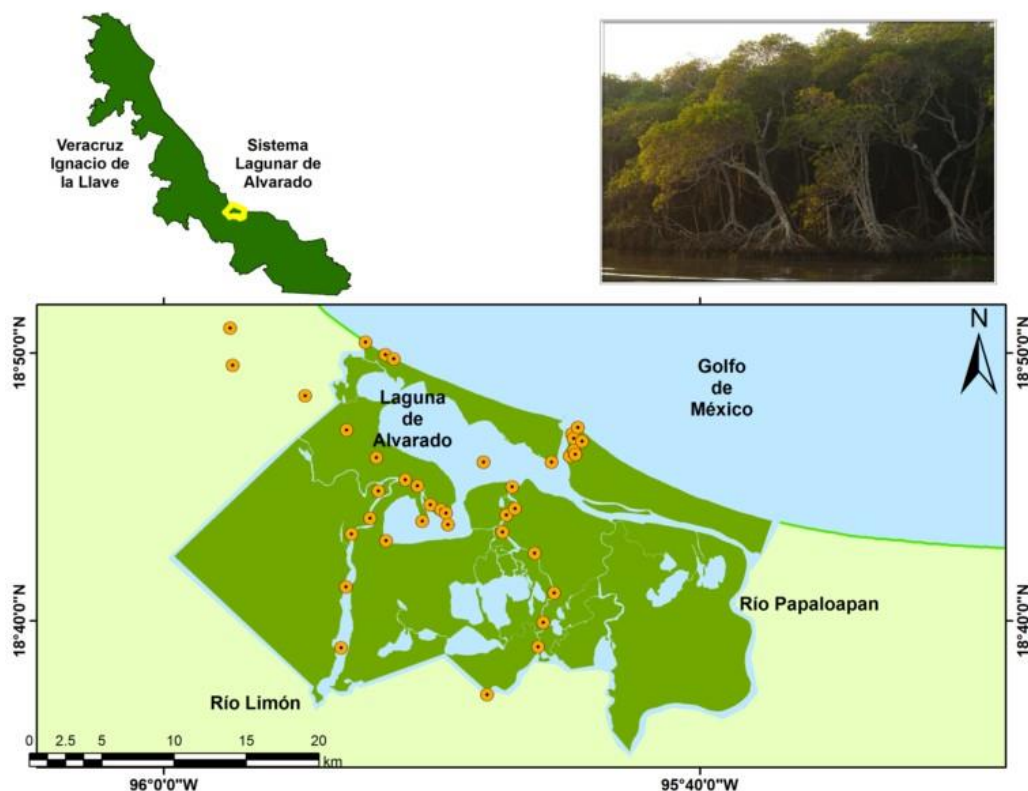 Veracruz
Ignacio de
la Llave
Sistema
Lagunar de
Alvarado
N
18°50'0"N
18°50'0"N
Golfo
de
México
Laguna
de
Alvarado
Río Papaloapan
18°40'0"N
18°40'0"N
Río Limón
0 2.5 5 10 15 20
km
96°0'0"W
95°40'0"W